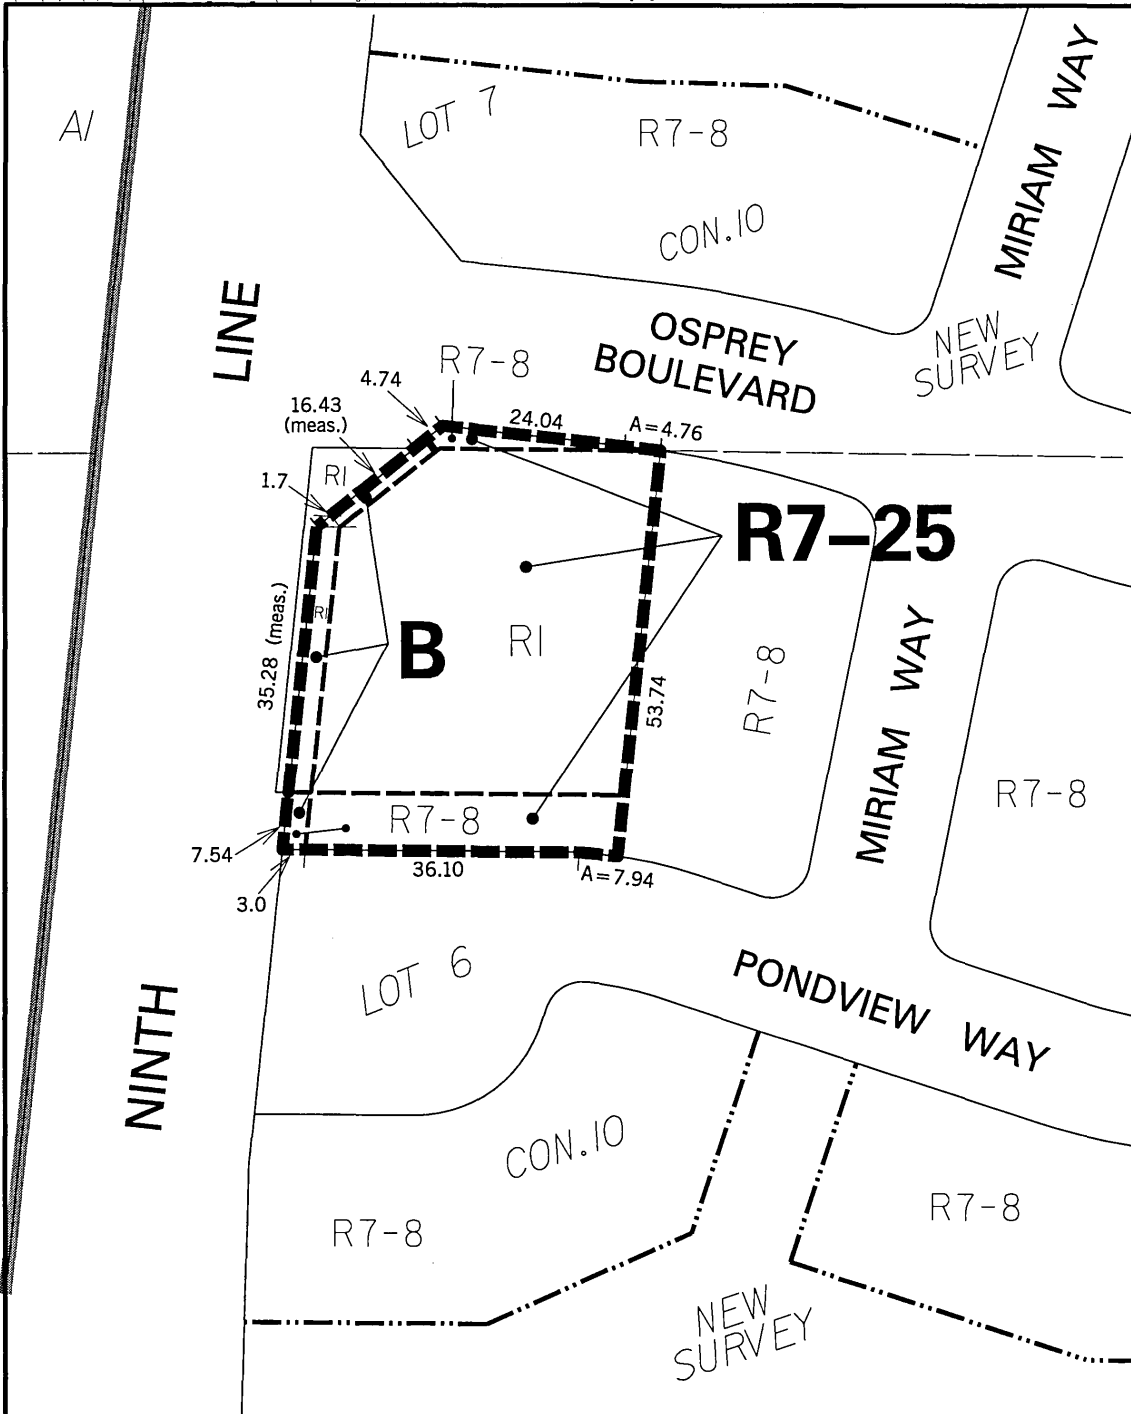 MIRIAM WAY
A1
LOT 7
R7-8
CON.10
LINE
OSPREY
BOULEVARD
NEW
SURVEY
R7-8
4.74
16.43
(meas.)
24.04
A=4.76
R1
1.7
R7-25
R1
35.28 (meas.)
B
R1
53.74
R7-8
MIRIAM WAY
R7-8
R7-8
7.54
36.10
A=7.94
3.0
LOT 6
PONDVIEW WAY
NINTH
CON.10
R7-8
R7-8
NEW
SURVEY